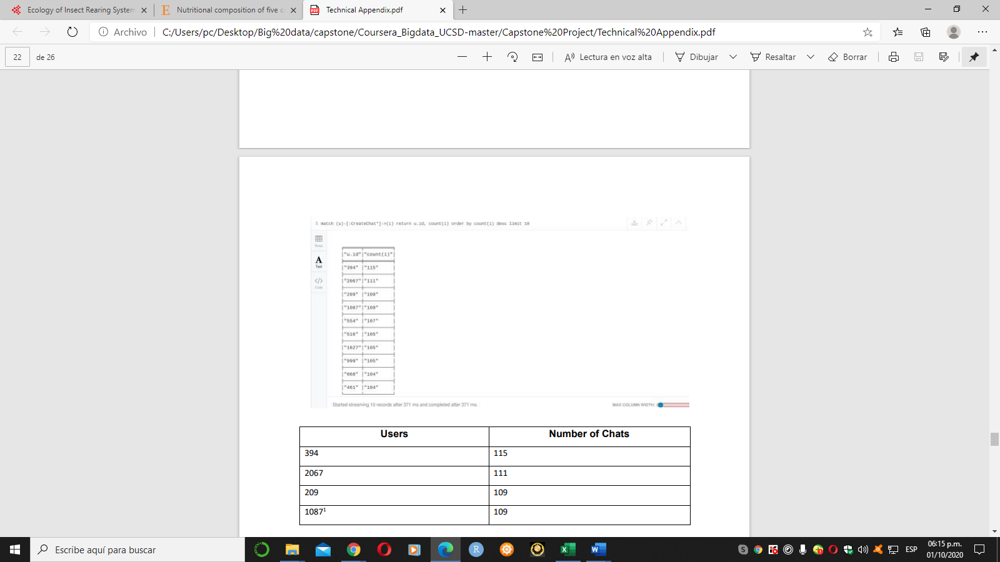 Ecology of Insect Rearing System
Nutritional composition of five c
Technical Appendix.pdf
Archivo
C:/Users/pc/Desktop/Big%20data/capstone/Coursera_Bigdata_UCSD-master/Capstone%20Project/Technical%20Appendix.pdf
22 de 26
Lectura en voz alta
Dibujar
Resaltar
Borrar
$ match (u)-[:CreateChat*]->(i) return u.id, count(i) order by count(i) desc limit 10
Rows
A
Text
</>
Code
"u.id" "count(i)"
"394" "115"
"2067" "111"
"209" "109"
"1087" "109"
"554" "107"
"516" "105"
"1627" "105"
"999" "105"
"668" "104"
"461" "104"
Started streaming 10 records after 371 ms and completed after 371 ms.
MAX COLUMN WIDTH:
Users Number of Chats
394 115
2067 111
209 109
1087¹ 109
Escribe aquí para buscar
ESP
06:15 p.m.
01/10/2020